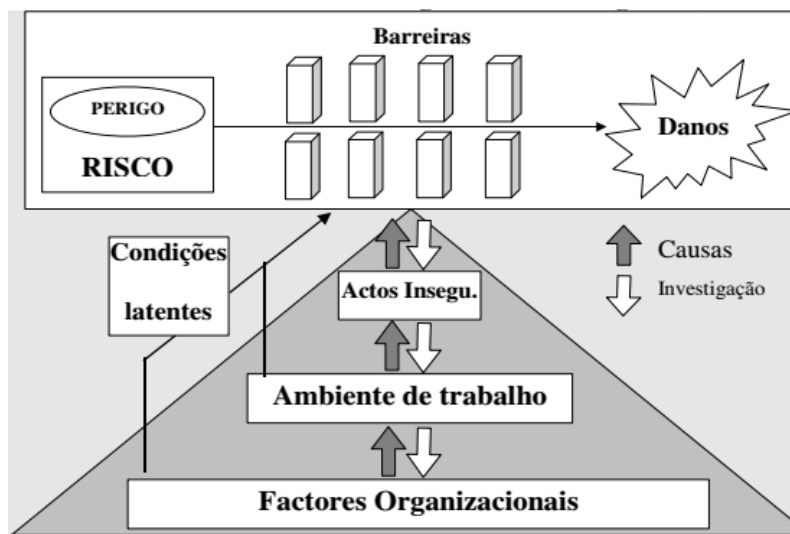 Barreiras
PERIGO
RISCO
Danos
Condições
latentes
Causas
Investigação
Actos Insegu.
Ambiente de trabalho
Factores Organizacionais